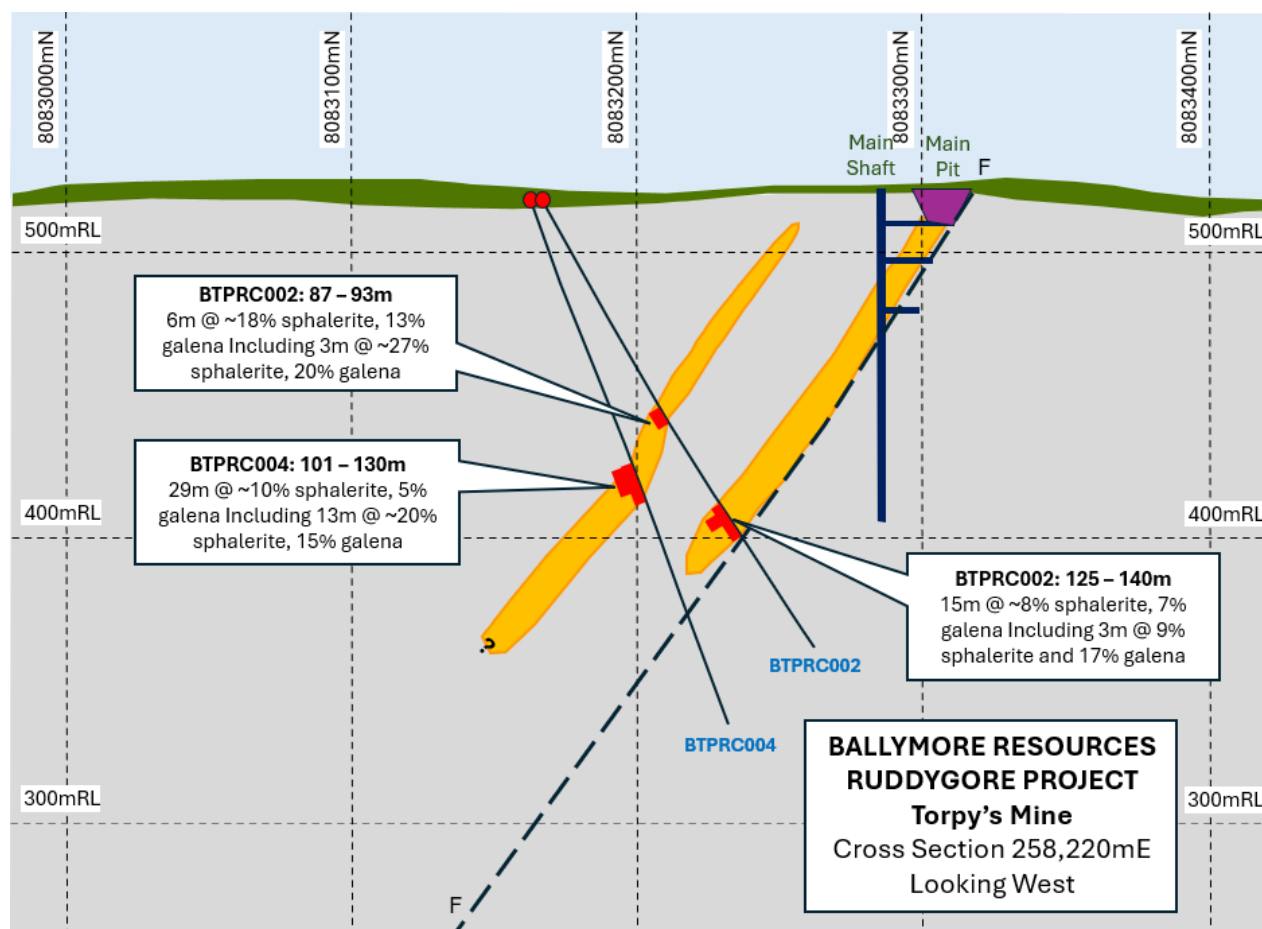 8083000mN
8083100mN
8083200mN
8083300mN
8083400mN
Main
Shaft
Main
Pit
F
500mRL
500mRL
BTPRC002: 87 – 93m
6m @ ~18% sphalerite, 13%
galena Including 3m @ ~27%
sphalerite, 20% galena
BTPRC004: 101 – 130m
29m @ ~10% sphalerite, 5%
galena Including 13m @ ~20%
sphalerite, 15% galena
400mRL
400mRL
BTPRC002: 125 – 140m
15m @ ~8% sphalerite, 7%
galena Including 3m @ 9%
sphalerite and 17% galena
?
BTPRC002
BTPRC004
BALLYMORE RESOURCES
RUDDYGORE PROJECT
Torpy’s Mine
Cross Section 258,220mE
Looking West
300mRL
300mRL
F